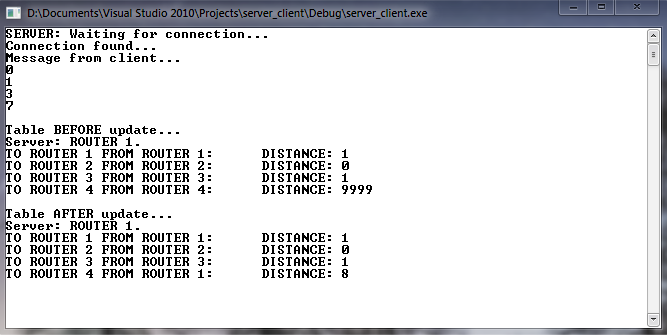 D:\Documents\Visual Studio 2010\Projects\server_client\Debug\server_client.exe
SERVER: Waiting for connection...
Connection found...
Message from client...
0
1
3
7
Table BEFORE update...
Server: ROUTER 1.
TO ROUTER 1 FROM ROUTER 1: DISTANCE: 1
TO ROUTER 2 FROM ROUTER 2: DISTANCE: 0
TO ROUTER 3 FROM ROUTER 3: DISTANCE: 1
TO ROUTER 4 FROM ROUTER 4: DISTANCE: 9999
Table AFTER update...
Server: ROUTER 1.
TO ROUTER 1 FROM ROUTER 1: DISTANCE: 1
TO ROUTER 2 FROM ROUTER 2: DISTANCE: 0
TO ROUTER 3 FROM ROUTER 3: DISTANCE: 1
TO ROUTER 4 FROM ROUTER 1: DISTANCE: 8